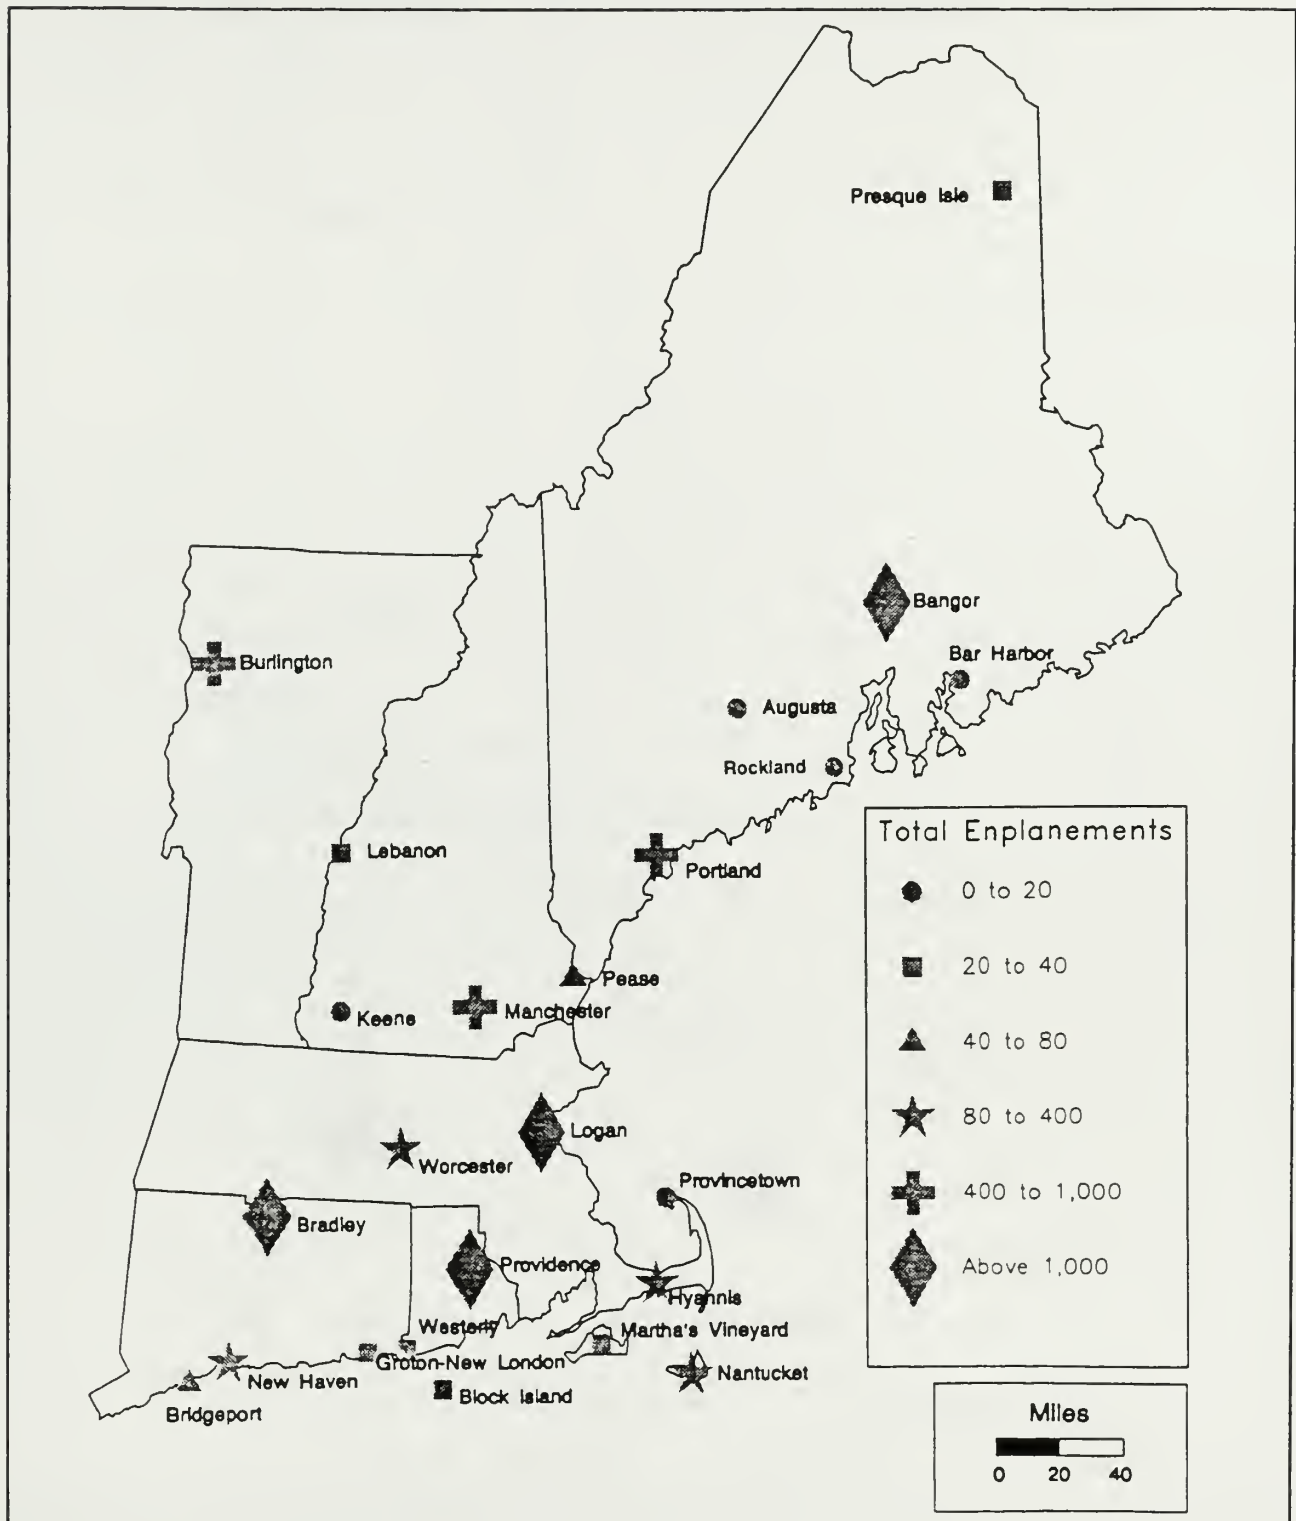 Presque Isle
Bangor
Bar Harbor
Burlington
Augusta
Rockland
Total Enplanements
0 to 20
20 to 40
40 to 80
80 to 400
400 to 1,000
Above 1,000
Lebanon
Portland
Pease
Keene
Manchester
Logan
Worcester
Provincetown
Bradley
Providence
Hyannis
Westerly
Martha's Vineyard
Groton-New London
New Haven
Nantucket
Block Island
Bridgeport
Miles
0 20 40